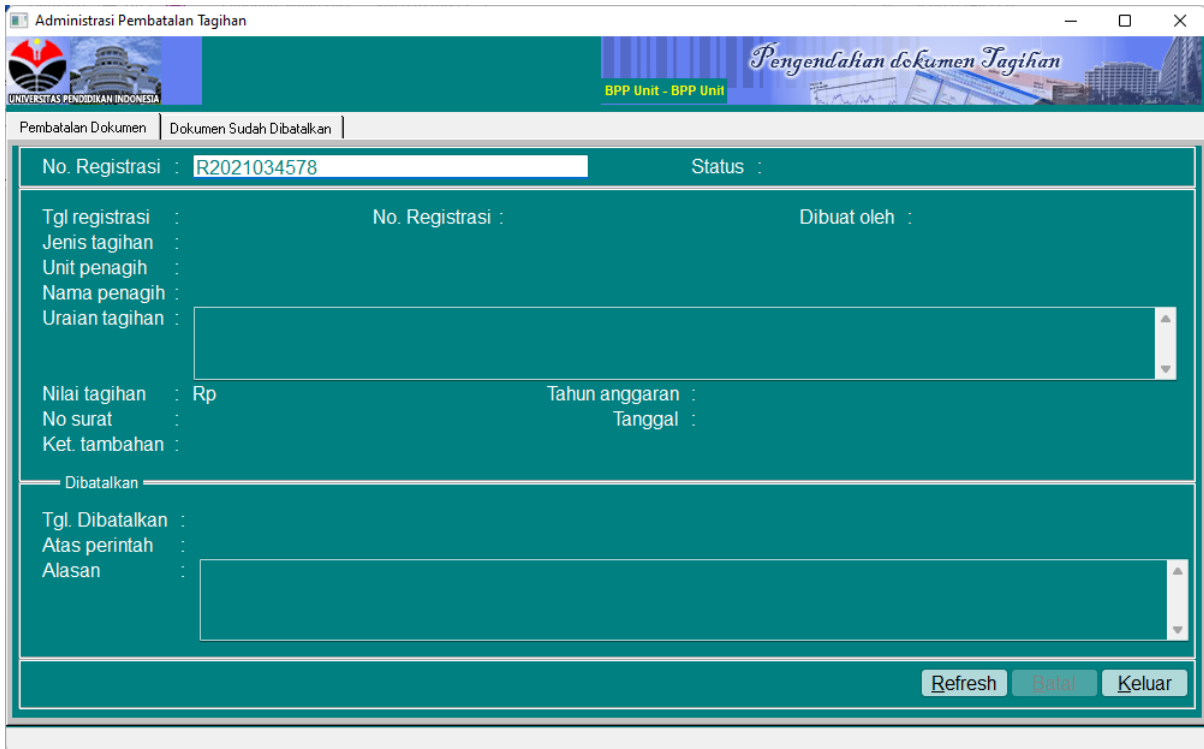 Administrasi Pembatalan Tagihan
UNIVERSITAS PENDIDIKAN INDONESIA
Pengendalian dokumen Tagihan
BPP Unit - BPP Unit
Pembatalan Dokumen Dokumen Sudah Dibatalkan
No. Registrasi : R2021034578 Status :
Tgl registrasi : No. Registrasi : Dibuat oleh :
Jenis tagihan :
Unit penagih :
Nama penagih :
Uraian tagihan :
Nilai tagihan : Rp Tahun anggaran :
No surat : Tanggal :
Ket. tambahan :
Dibatalkan
Tgl. Dibatalkan :
Atas perintah :
Alasan :
Refresh Batal Keluar